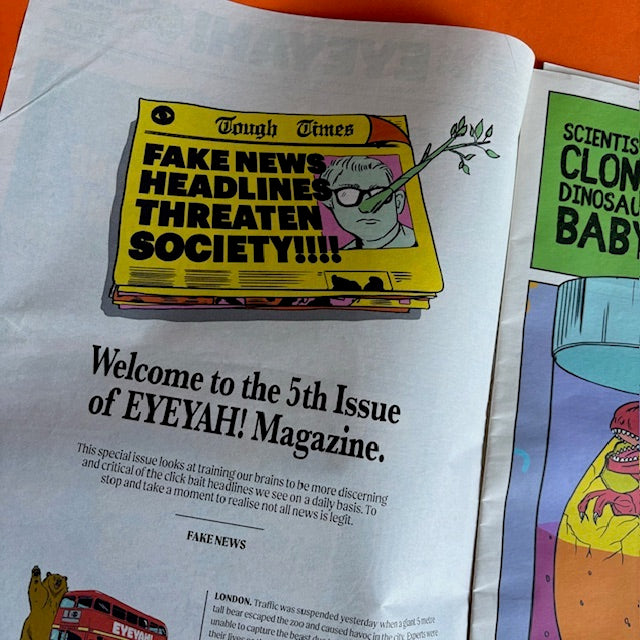 Tough Times
FAKE NEWS
HEADLINES
THREATEN
SOCIETY!!!!
Welcome to the 5th Issue
of EYEYAH! Magazine.
This special issue looks at training our brains to be more discerning
and critical of the click bait headlines we see on a daily basis. To
stop and take a moment to realise not all news is legit.
FAKE NEWS
EYEYAH!
LONDON. Traffic was suspended yesterday when a giant 5 metre
tall bear escaped the zoo and caused havoc in the city. Experts were
unable to capture the beast
their lives
SCIENTIS
CLON
DINOSAU
BABY